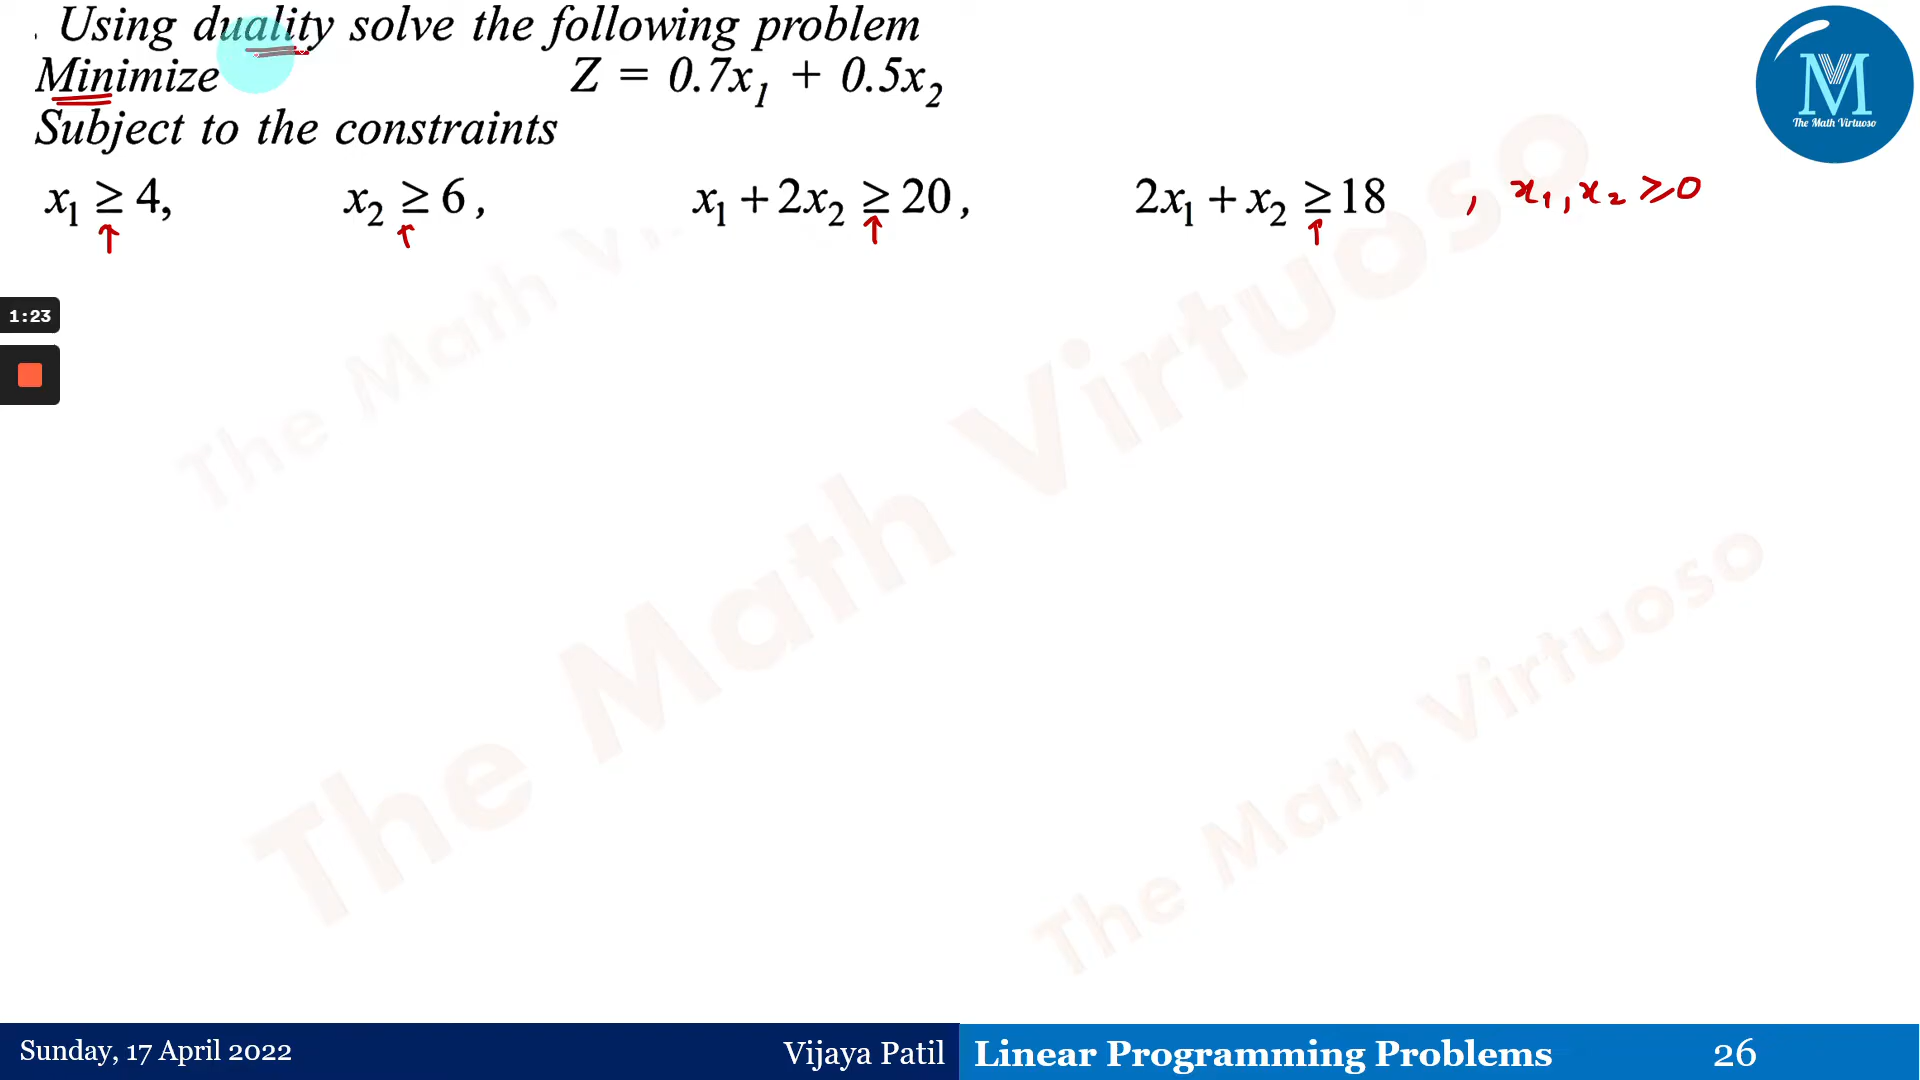 . Using duality solve the following problem
Minimize Z = 0.7x₁ + 0.5x₂
Subject to the constraints
x₁ ≥ 4, x₂ ≥ 6, x₁ + 2x₂ ≥ 20, 2x₁ + x₂ ≥ 18 , x₁, x₂ ≥ 0
M
The Math Virtuoso
1:23
The Math Virtuoso
The Math Virtuoso
The Math Virtuoso
Sunday, 17 April 2022 Vijaya Patil Linear Programming Problems 26